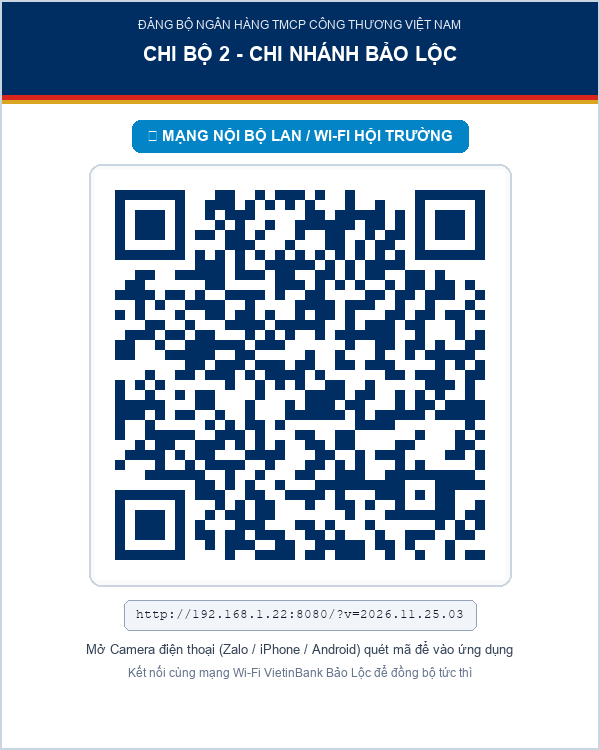 ĐẢNG BỘ NGÂN HÀNG TMCP CÔNG THƯƠNG VIỆT NAM
CHI BỘ 2 - CHI NHÁNH BẢO LỘC
MẠNG NỘI BỘ LAN / WI-FI HỘI TRƯỜNG
http://192.168.1.22:8080/?v=2026.11.25.03
Mở Camera điện thoại (Zalo / iPhone / Android) quét mã để vào ứng dụng
Kết nối cùng mạng Wi-Fi VietinBank Bảo Lộc để đồng bộ tức thì